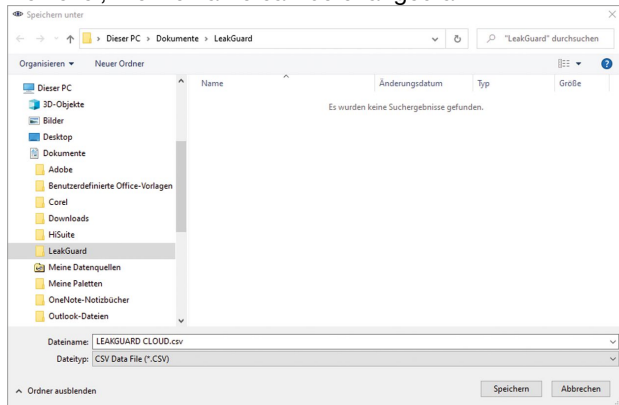 Speichern unter
Dieser PC > Dokumente > LeakGuard
"LeakGuard" durchsuchen
Organisieren Neuer Ordner
Name Änderungsdatum Typ Größe
Es wurden keine Suchergebnisse gefunden.
Dieser PC
3D-Objekte
Bilder
Desktop
Dokumente
Adobe
Benutzerdefinierte Office-Vorlagen
Corel
Downloads
HiSuite
LeakGuard
Meine Datenquellen
Meine Paletten
OneNote-Notizbücher
Outlook-Dateien
Dateiname: LEAKGUARD CLOUD.csv
Dateityp: CSV Data File (*.CSV)
Ordner ausblenden
Speichern Abbrechen